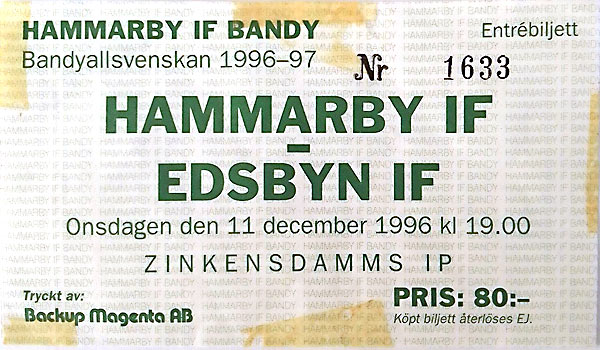 HAMMARBY IF BANDY
Entrébiljett
Bandyallsvenskan 1996–97
Nr 1633
HAMMARBY IF
–
EDSBYN IF
Onsdagen den 11 december 1996 kl 19.00
ZINKENSDAMMS IP
Tryckt av:
Backup Magenta AB
PRIS: 80:–
Köpt biljett återlöses EJ.